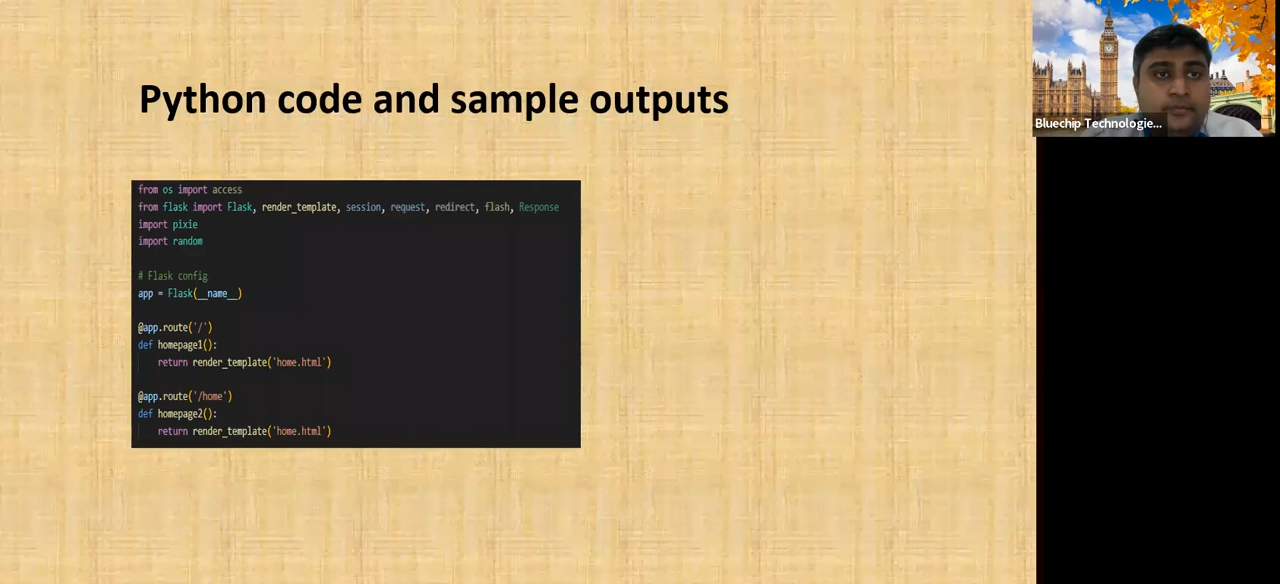 Python code and sample outputs
from os import access
from flask import Flask, render_template, session, request, redirect, flash, Response
import pixie
import random
# Flask config
app = Flask(__name__)
@app.route('/')
def homepage1():
    return render_template('home.html')
@app.route('/home')
def homepage2():
    return render_template('home.html')
Bluechip Technologie...